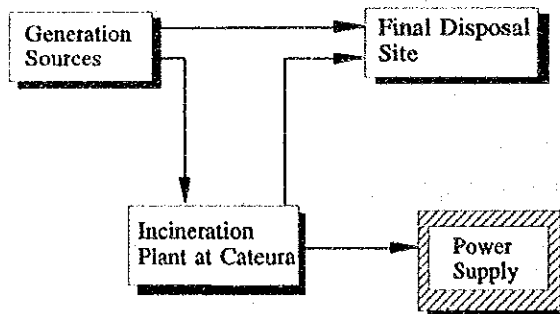 Generation
Sources
Final Disposal
Site
Incineration
Plant at Cateura
Power
Supply